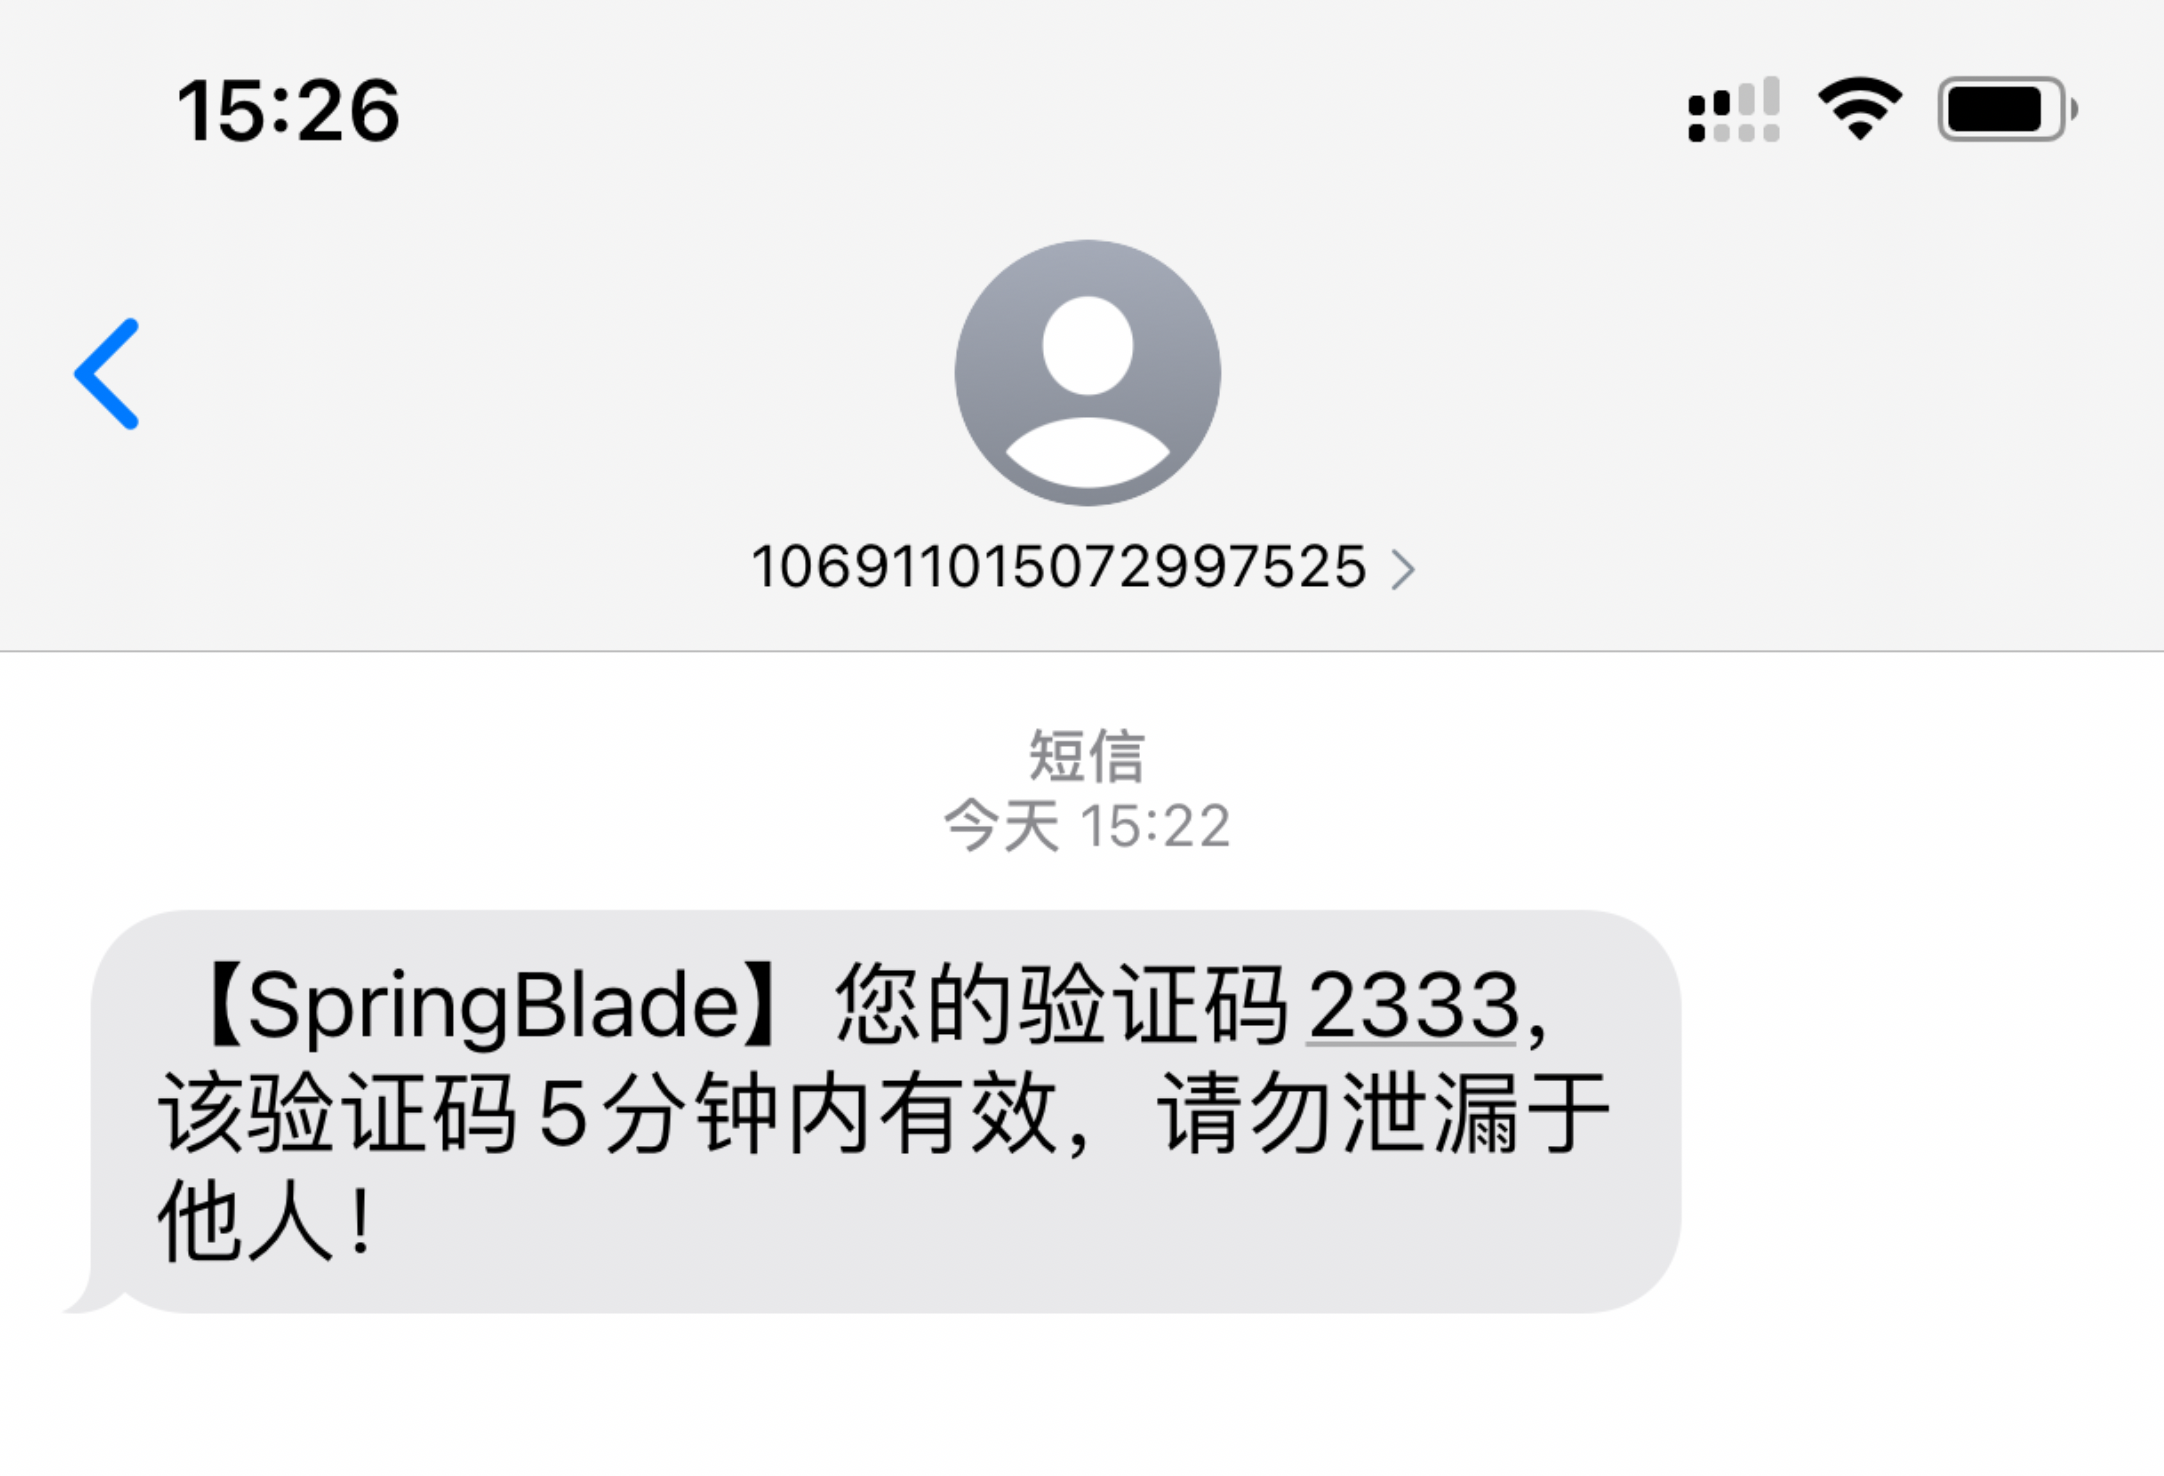 15:26
1069110150729975​25
短信
今天 15:22
【SpringBlade】您的验证码2333，
该验证码5分钟内有效，请勿泄漏于
他人！